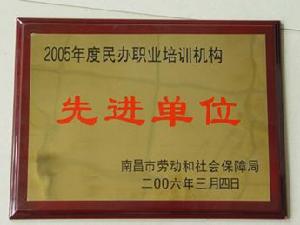 2005年度民办职业培训机构
先进单位
南昌市劳动和社会保障局
二00六年三月四日